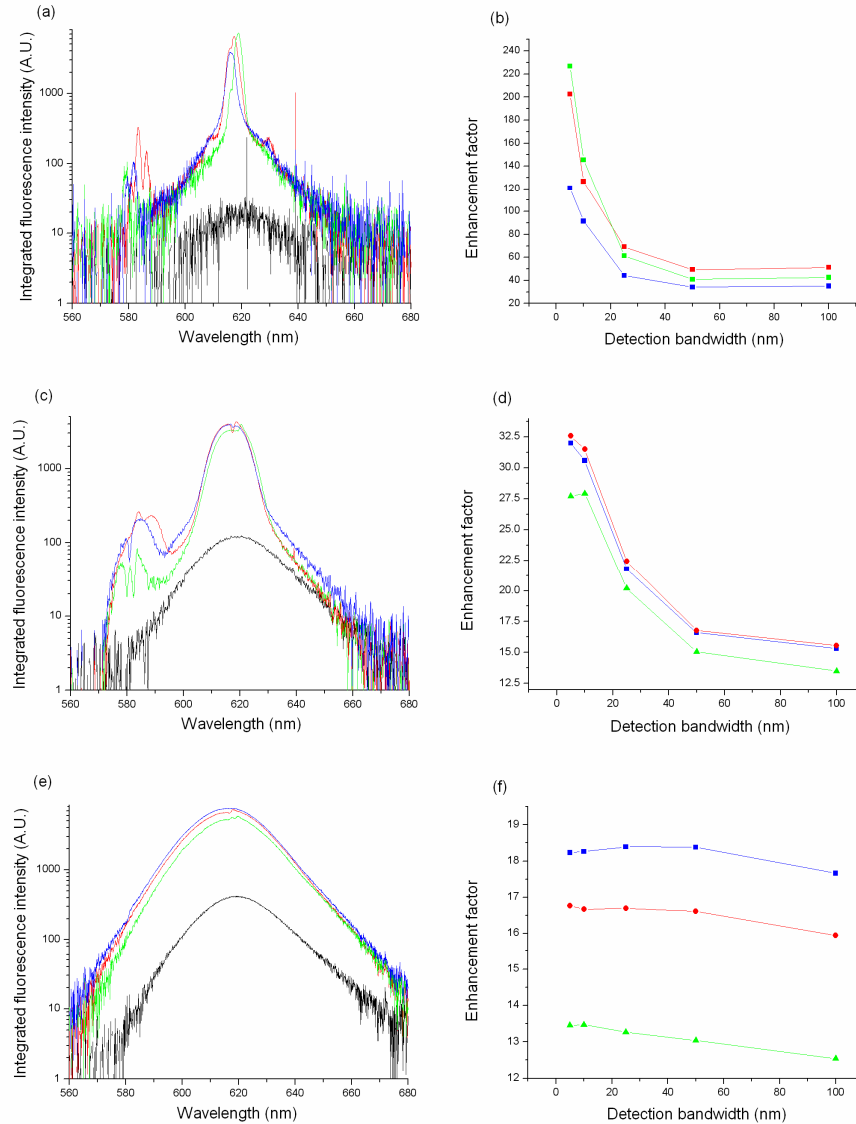 (a)
Integrated fluorescence intensity (A.U.)
1000
100
10
1
560 580 600 620 640 660 680
Wavelength (nm)
(b)
Enhancement factor
240
220
200
180
160
140
120
100
80
60
40
20
0 20 40 60 80 100
Detection bandwidth (nm)
(c)
Integrated fluorescence intensity (A.U.)
1000
100
10
1
560 580 600 620 640 660 680
Wavelength (nm)
(d)
Enhancement factor
32.5
30.0
27.5
25.0
22.5
20.0
17.5
15.0
12.5
0 20 40 60 80 100
Detection bandwidth (nm)
(e)
Integrated fluorescence intensity (A.U.)
1000
100
10
1
560 580 600 620 640 660 680
Wavelength (nm)
(f)
Enhancement factor
19
18
17
16
15
14
13
12
0 20 40 60 80 100
Detection bandwidth (nm)